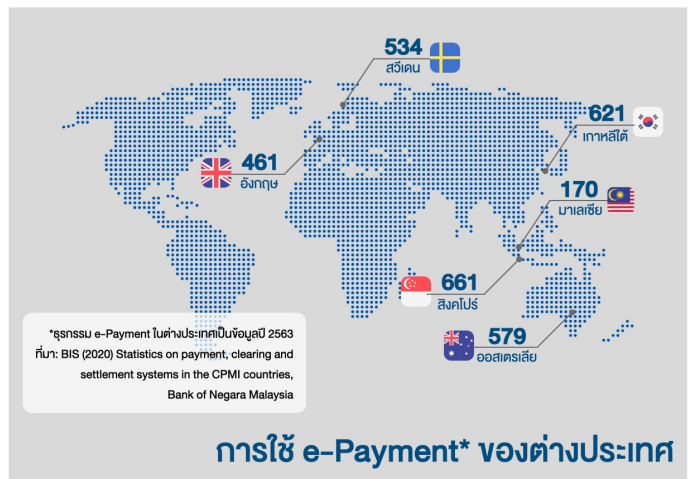 534
สวีเดน
621
เกาหลีใต้
461
อังกฤษ
170
มาเลเซีย
661
สิงคโปร์
579
ออสเตรเลีย
*ธุรกรรม e-Payment ในต่างประเทศเป็นข้อมูลปี 2563
ที่มา: BIS (2020) Statistics on payment, clearing and
settlement systems in the CPMI countries,
Bank of Negara Malaysia
การใช้ e-Payment* ของต่างประเทศ